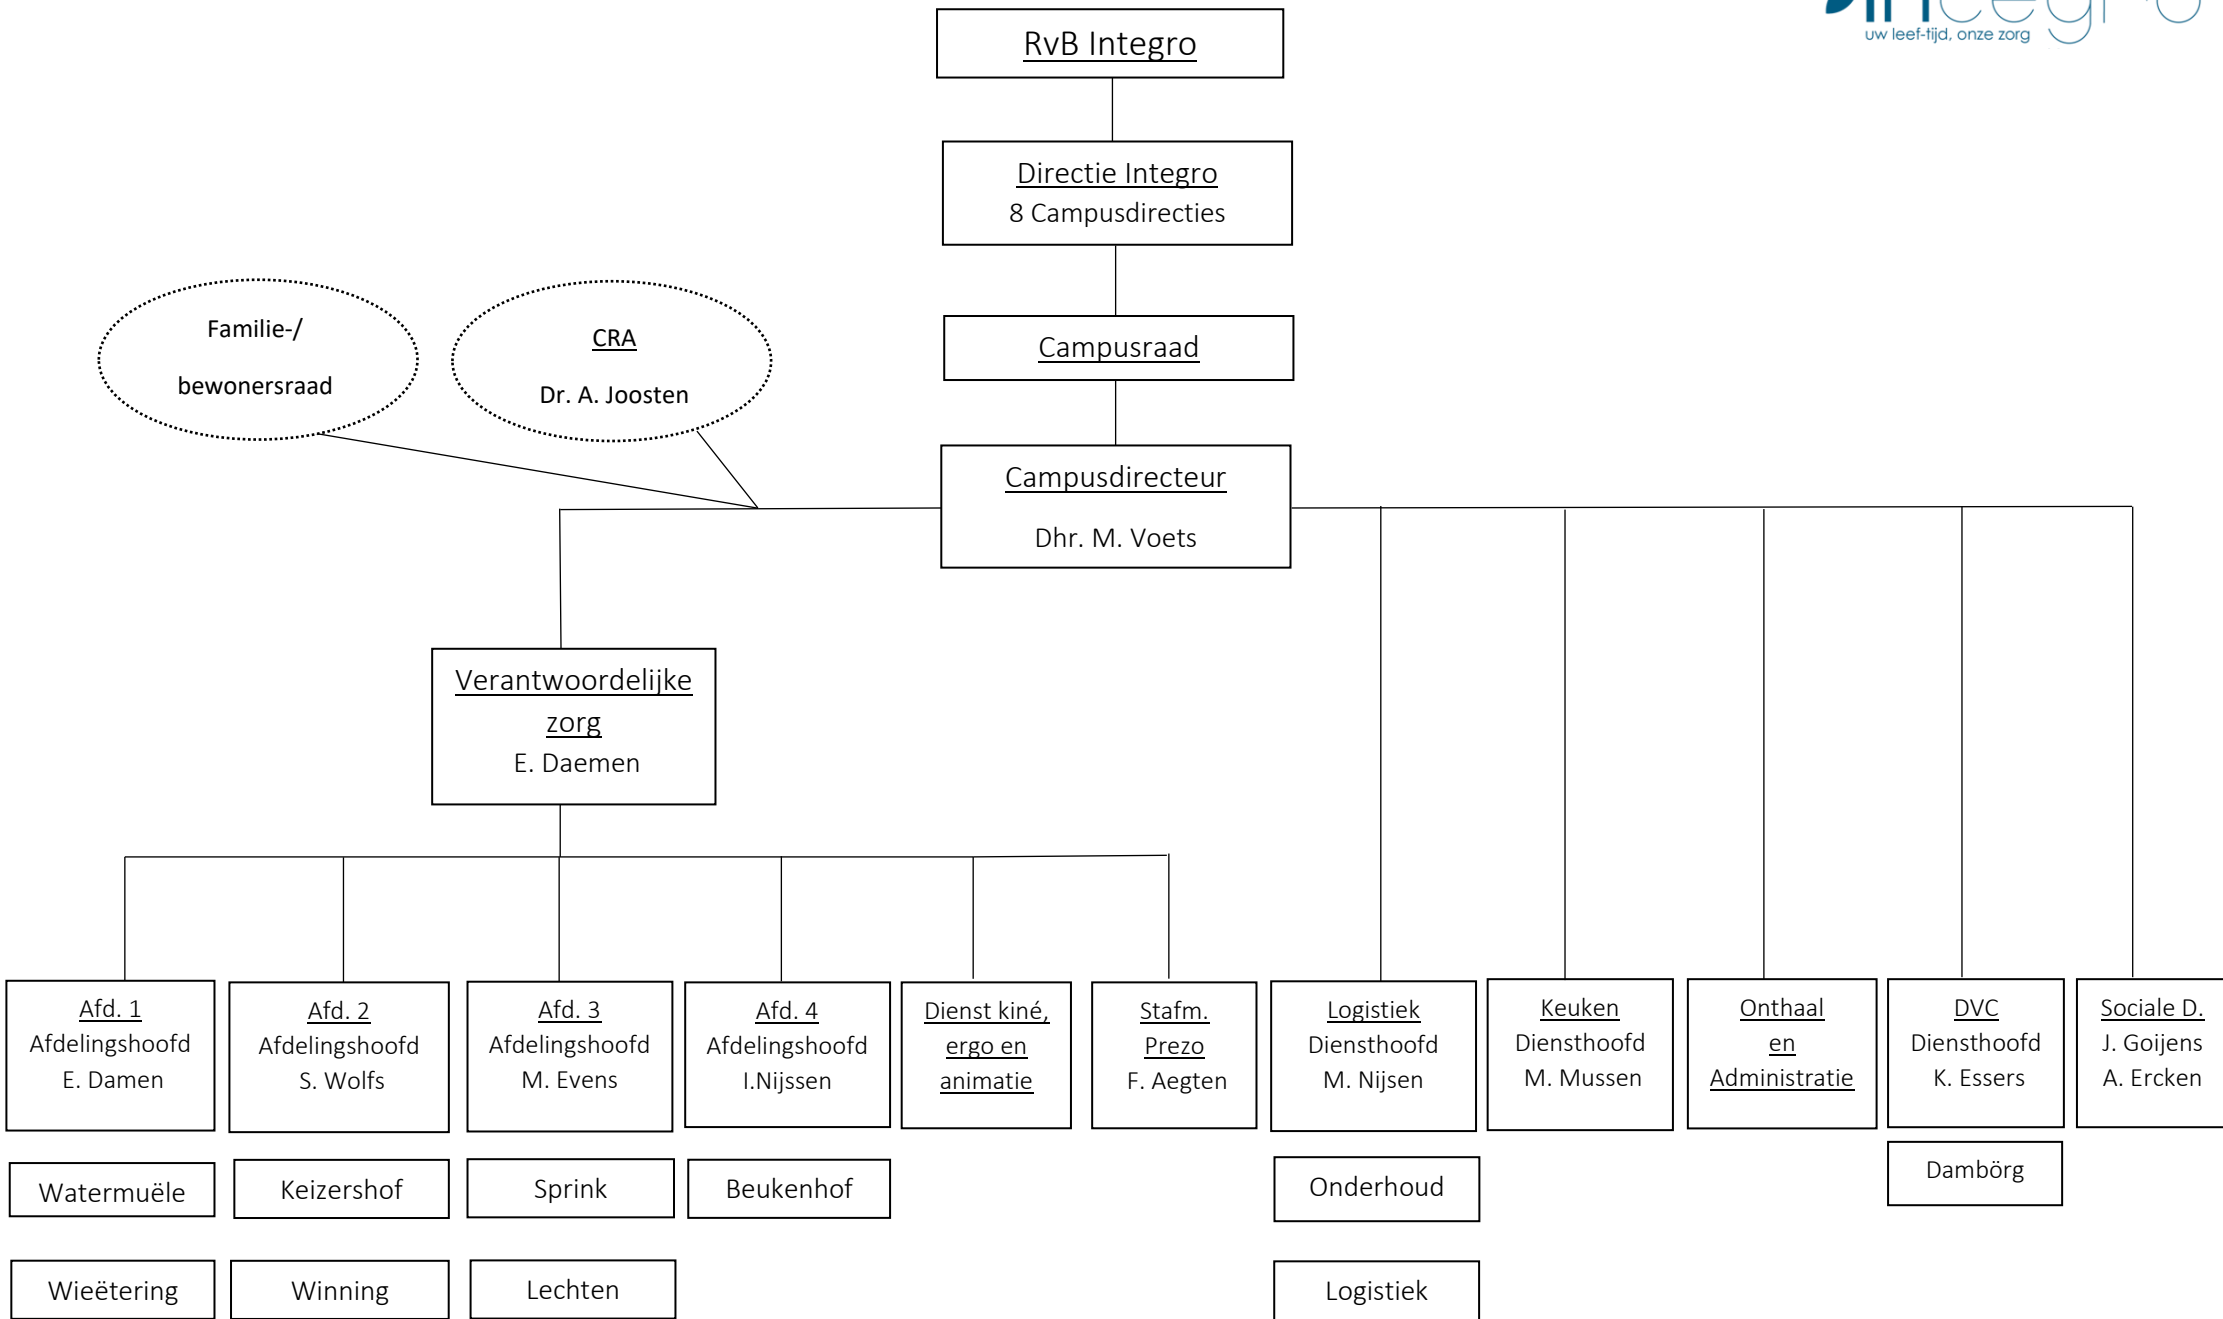 uw leef-tijd, onze zorg
RvB Integro
Directie Integro
8 Campusdirecties
Familie-/
bewonersraad
CRA
Dr. A. Joosten
Campusraad
Campusdirecteur
Dhr. M. Voets
Verantwoordelijke
zorg
E. Daemen
Afd. 1
Afdelingshoofd
E. Damen
Afd. 2
Afdelingshoofd
S. Wolfs
Afd. 3
Afdelingshoofd
M. Evens
Afd. 4
Afdelingshoofd
I.Nijssen
Dienst kiné,
ergo en
animatie
Stafm.
Prezo
F. Aegten
Logistiek
Diensthoofd
M. Nijsen
Keuken
Diensthoofd
M. Mussen
Onthaal
en
Administratie
DVC
Diensthoofd
K. Essers
Sociale D.
J. Goijens
A. Ercken
Watermuële
Keizershof
Sprink
Beukenhof
Onderhoud
Dambörg
Wieëtering
Winning
Lechten
Logistiek